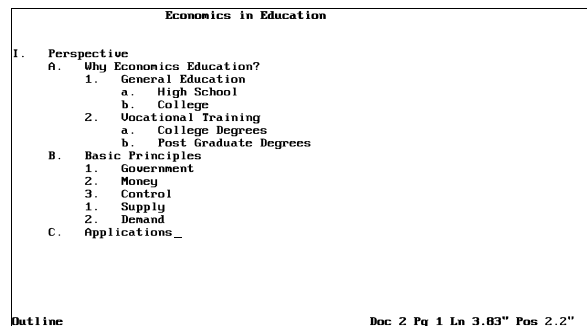 Economics in Education
I. Perspective
A. Why Economics Education?
1. General Education
a. High School
b. College
2. Vocational Training
a. College Degrees
b. Post Graduate Degrees
B. Basic Principles
1. Government
2. Money
3. Control
1. Supply
2. Demand
C. Applications_
Outline Doc 2 Pg 1 Ln 3.83" Pos 2.2"